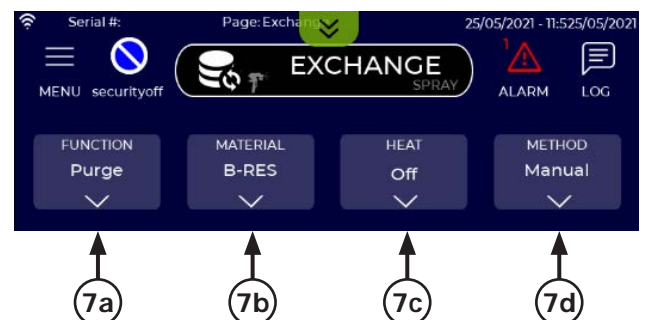 Serial #: Page: Exchange 25/05/2021 - 11:525/05/2021
1
EXCHANGE
SPRAY
MENU securityoff ALARM LOG
FUNCTION MATERIAL HEAT METHOD
Purge B-RES Off Manual
7a 7b 7c 7d